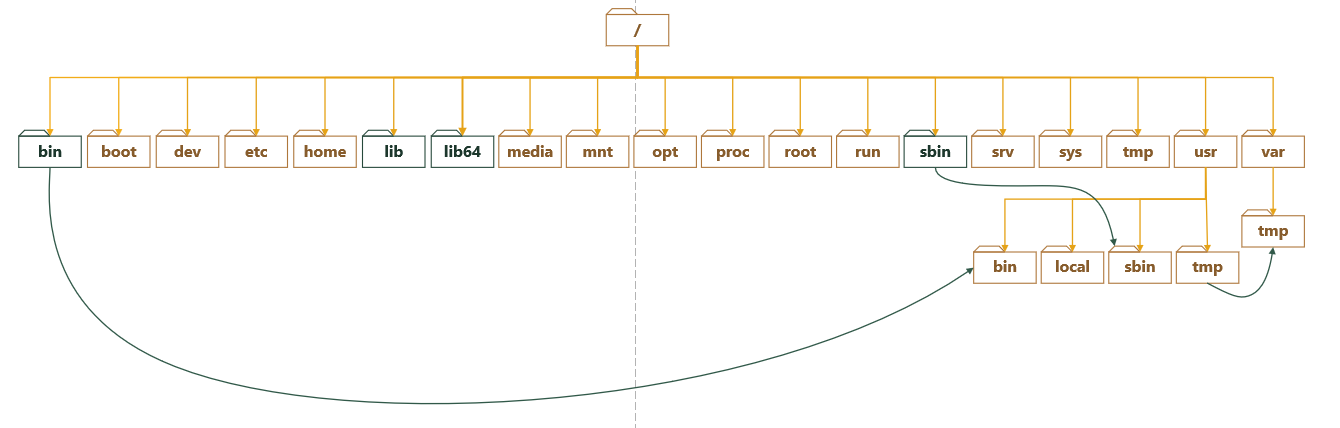 /
bin boot dev etc home lib lib64 media mnt opt proc root run sbin srv sys tmp usr var
tmp
bin local sbin tmp